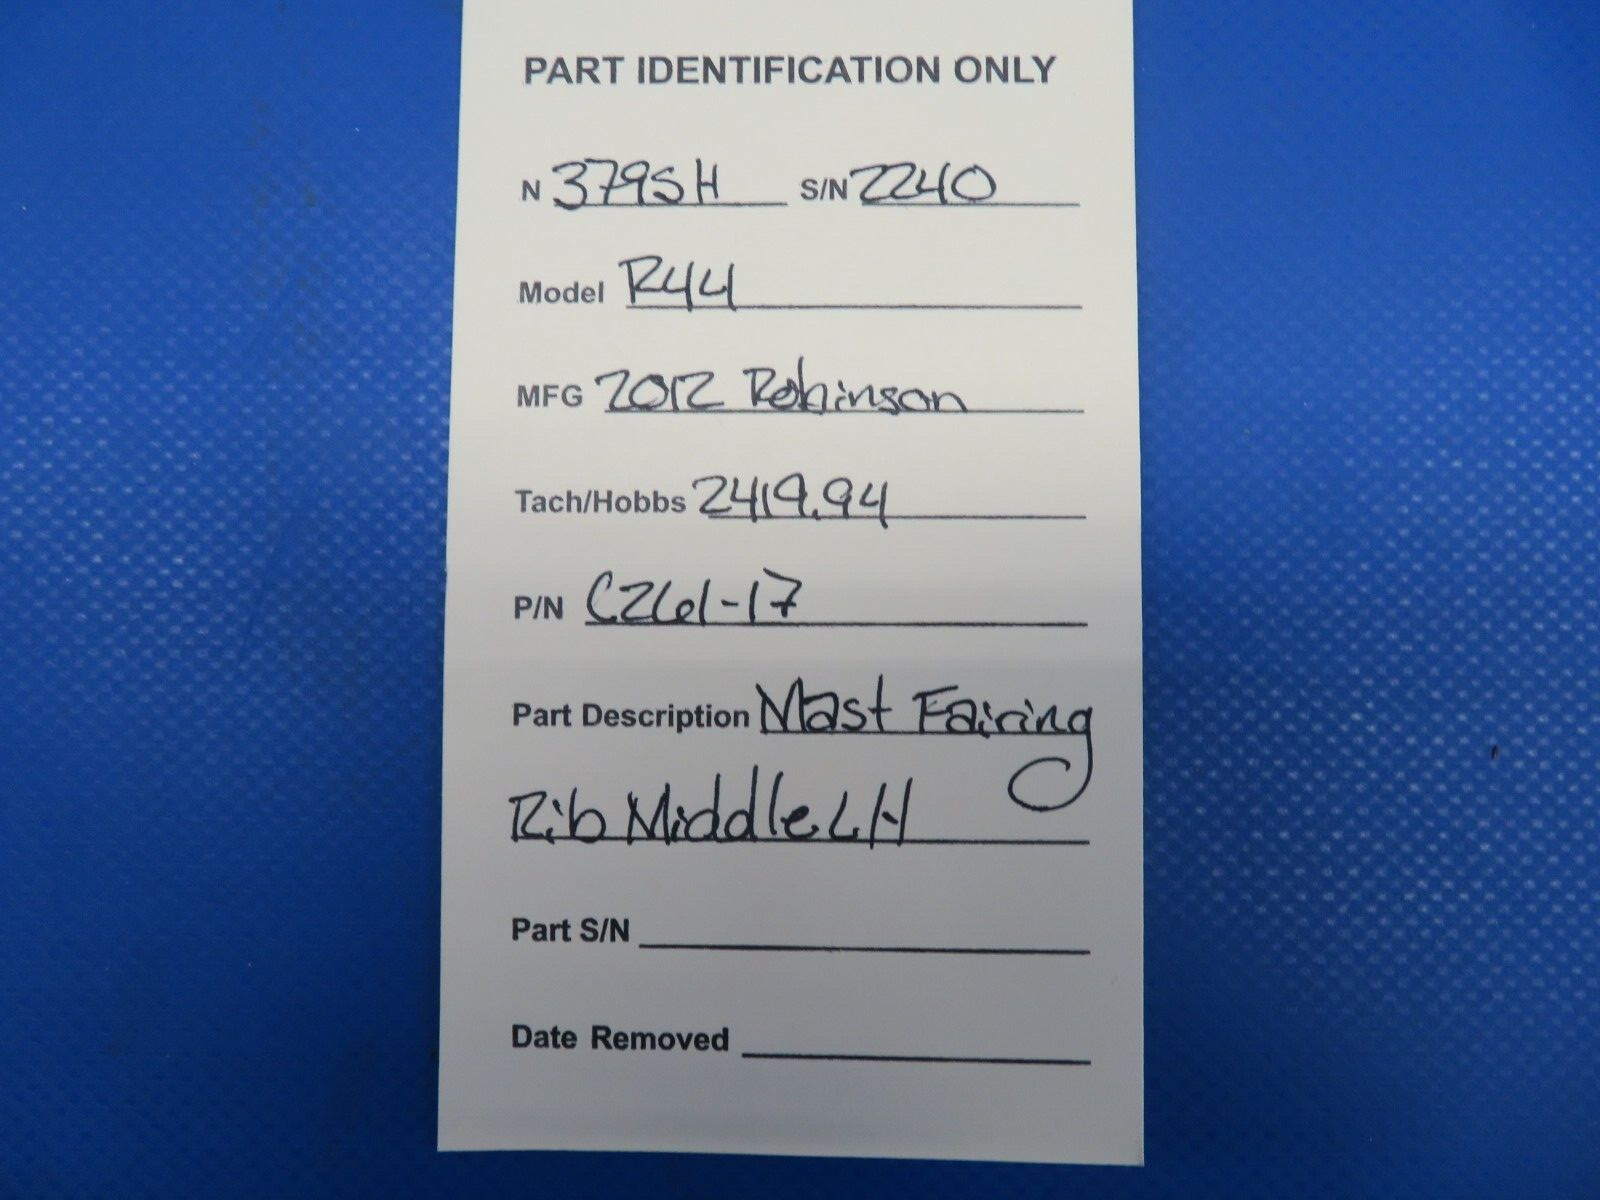 PART IDENTIFICATION ONLY
N 379SH S/N 2240
Model R44
MFG 2012 Robinson
Tach/Hobbs 2419.94
P/N C261-17
Part Description Mast Fairing
Rib Middle LH
Part S/N
Date Removed